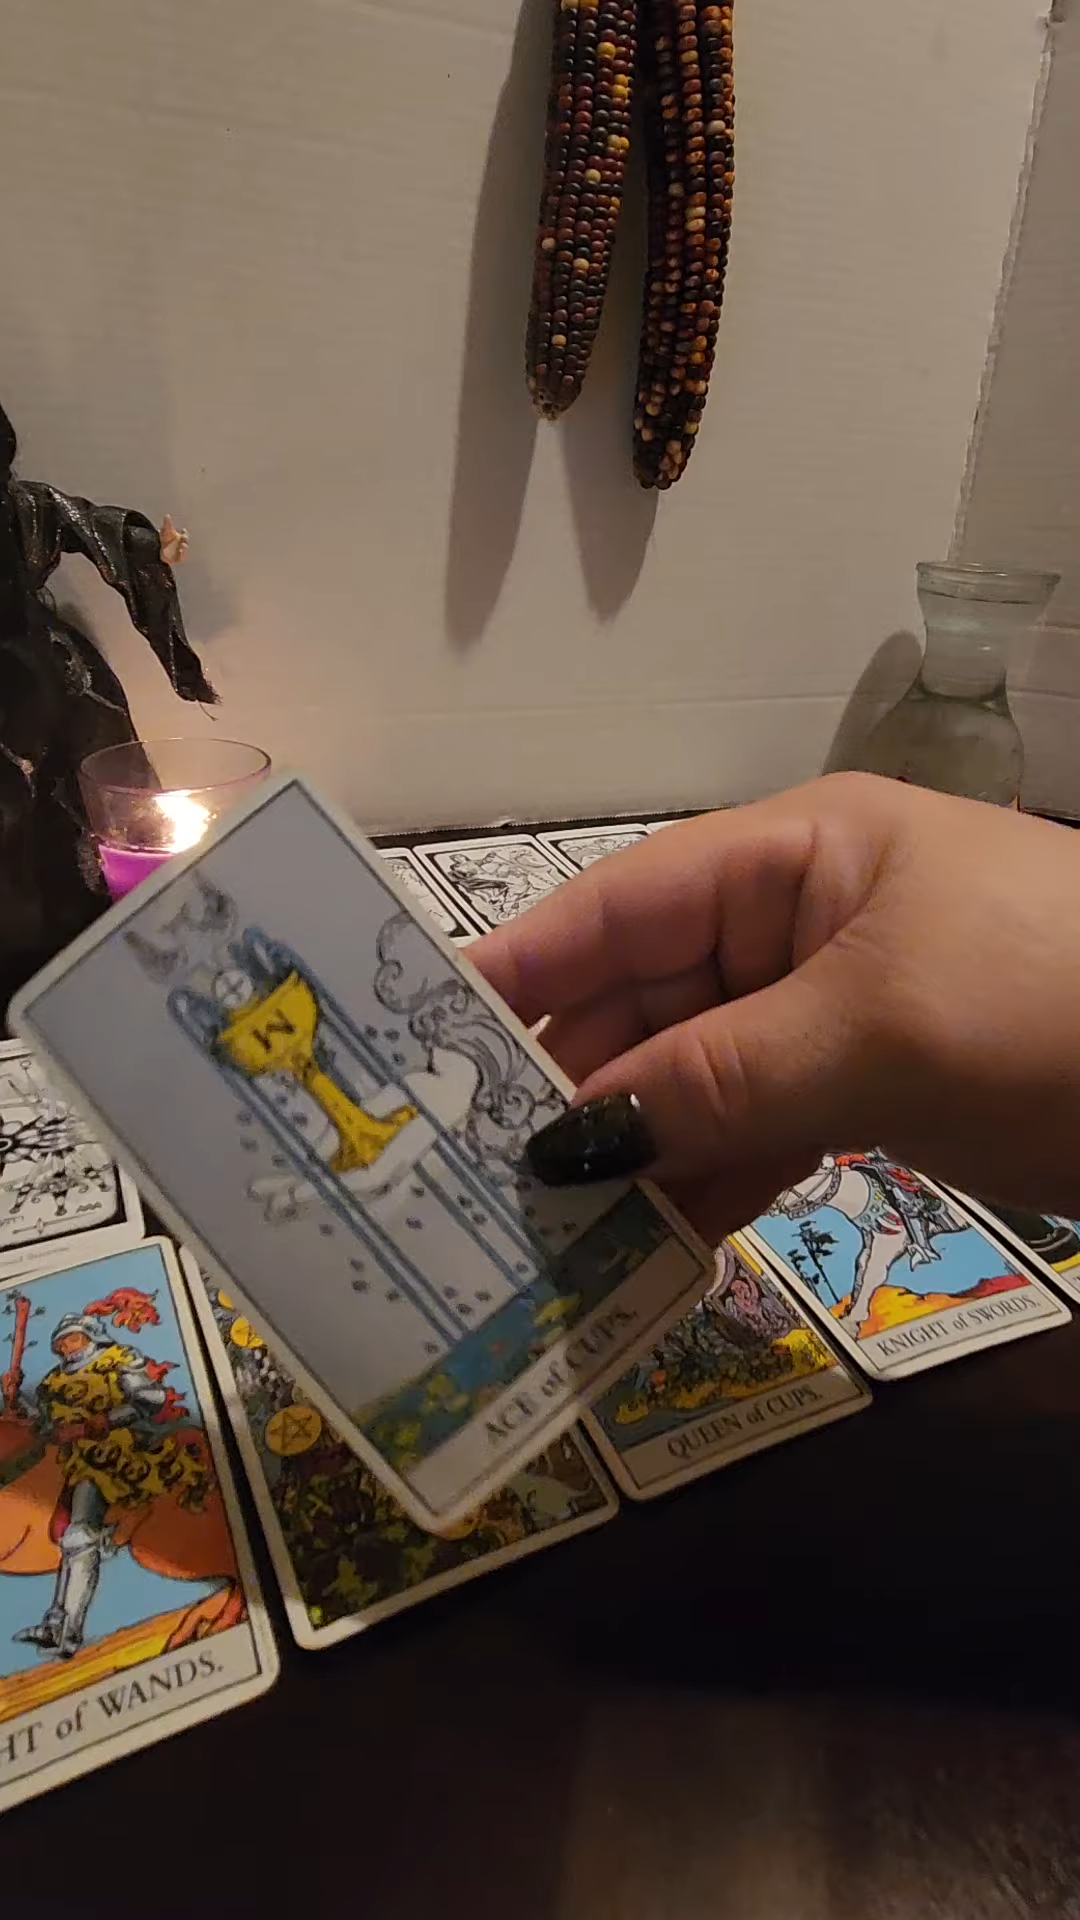 M
ACE of CUPS.
KNIGHT of SWORDS.
QUEEN of CUPS.
HT of WANDS.